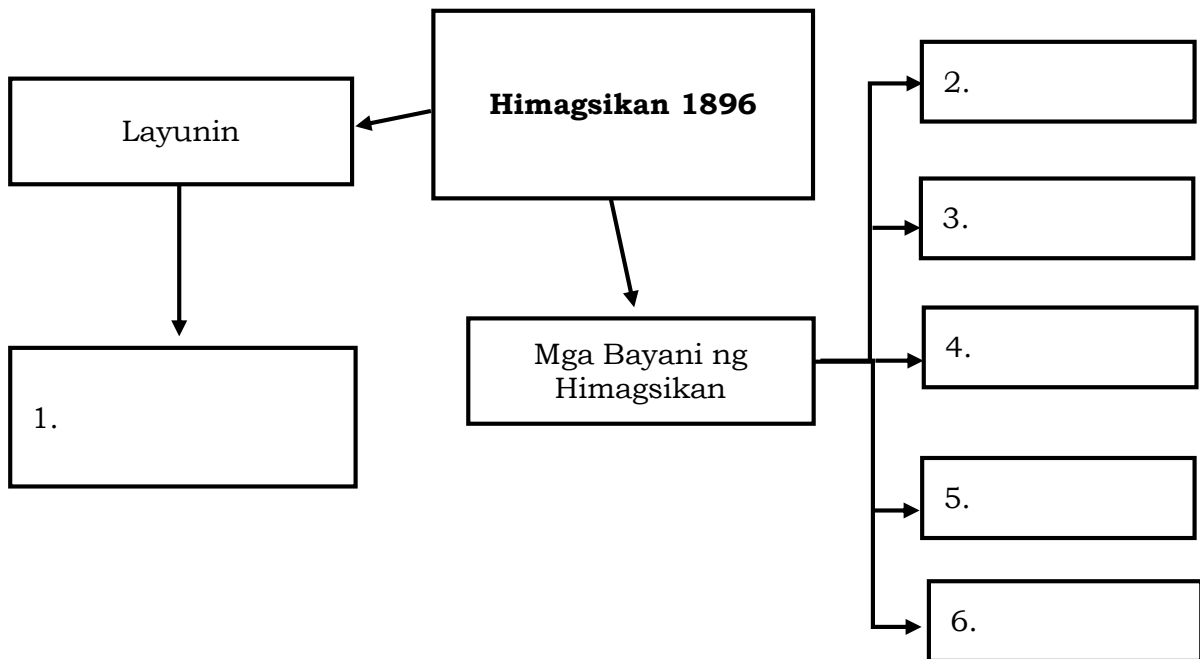 Himagsikan 1896
Layunin
1.
Mga Bayani ng
Himagsikan
2.
3.
4.
5.
6.